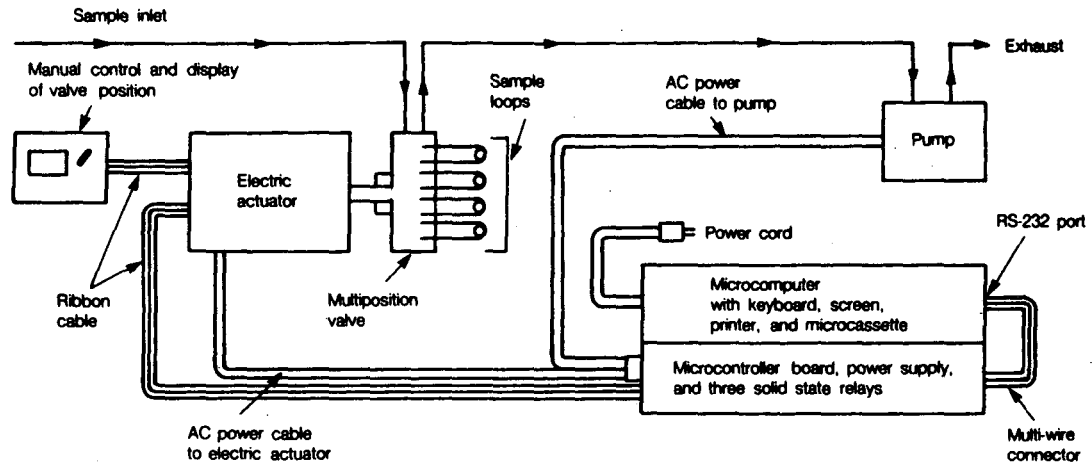 Sample inlet
Manual control and display
of valve position
Sample
loops
AC power
cable to pump
Exhaust
Pump
Electric
actuator
Power cord
RS-232 port
Ribbon
cable
Multiposition
valve
Microcomputer
with keyboard, screen,
printer, and microcassette
Microcontroller board, power supply,
and three solid state relays
AC power cable
to electric actuator
Multi-wire
connector